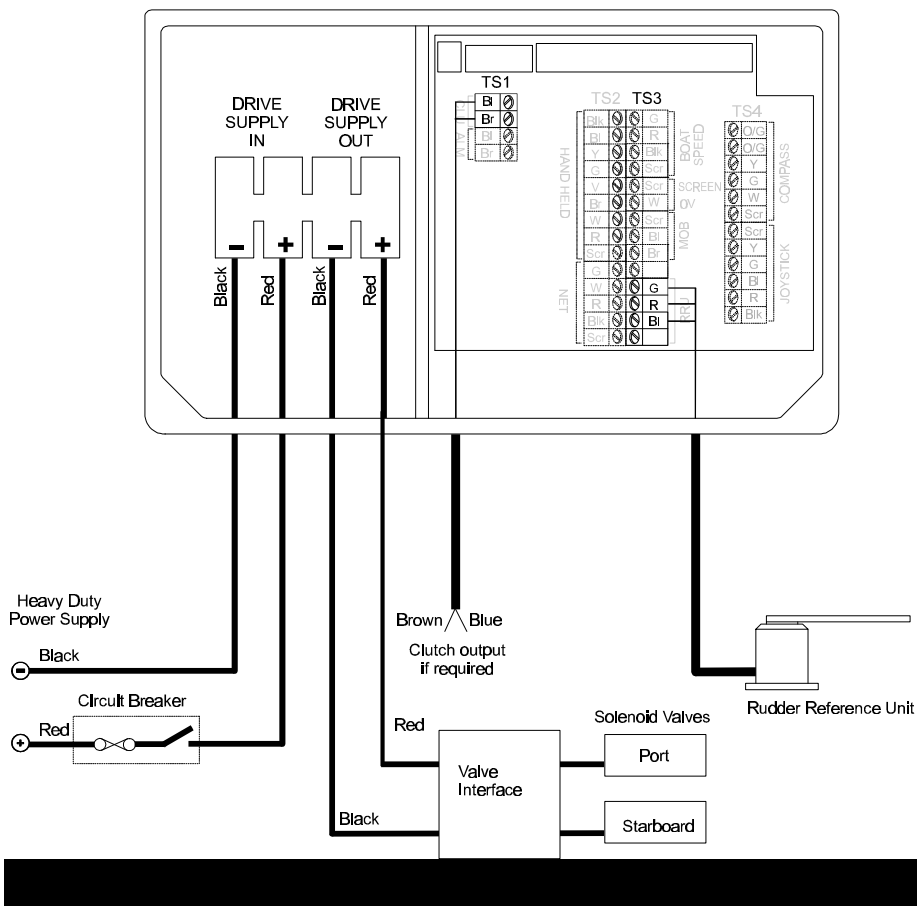 DRIVE
SUPPLY
IN
DRIVE
SUPPLY
OUT
−
+
−
+
Black
Red
Black
Red
TS1
Bl
Br
Bl
Br
ALM
TS2
Blk
Bl
Y
G
V
Br
W
R
Scr
G
W
R
Blk
Scr
HAND HELD
NET
TS3
G
R
Blk
Scr
Scr
W
Scr
Bl
Br
G
R
Bl
BOAT
SPEED
SCREEN
0V
MOB
RRU
TS4
O/G
O/G
Y
G
W
Scr
Scr
Y
G
Bl
R
Blk
COMPASS
JOYSTICK
Heavy Duty
Power Supply
−
Black
Circuit Breaker
+
Red
Brown
Blue
Clutch output
if required
Rudder Reference Unit
Red
Black
Valve
Interface
Solenoid Valves
Port
Starboard